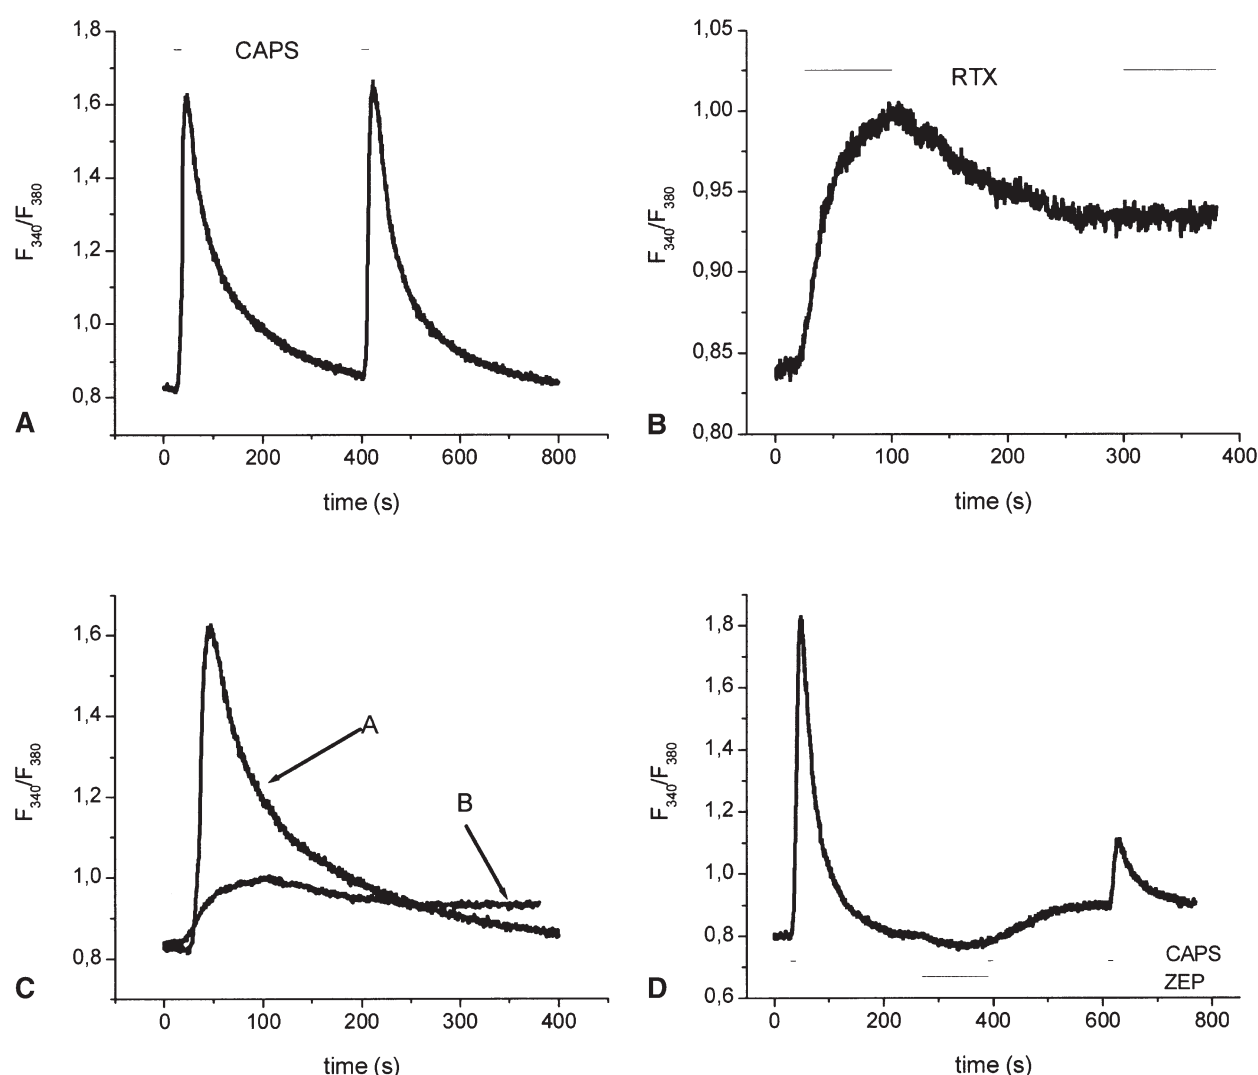 1,8
1,6
1,4
1,2
1,0
0,8
CAPS
F340/F380
0 200 400 600 800
time (s)
A
1,05
1,00
0,95
0,90
0,85
0,80
RTX
F340/F380
0 100 200 300 400
time (s)
B
1,6
1,4
1,2
1,0
0,8
A
B
F340/F380
0 100 200 300 400
time (s)
C
1,8
1,6
1,4
1,2
1,0
0,8
0,6
CAPS
ZEP
F340/F380
0 200 400 600 800
time (s)
D